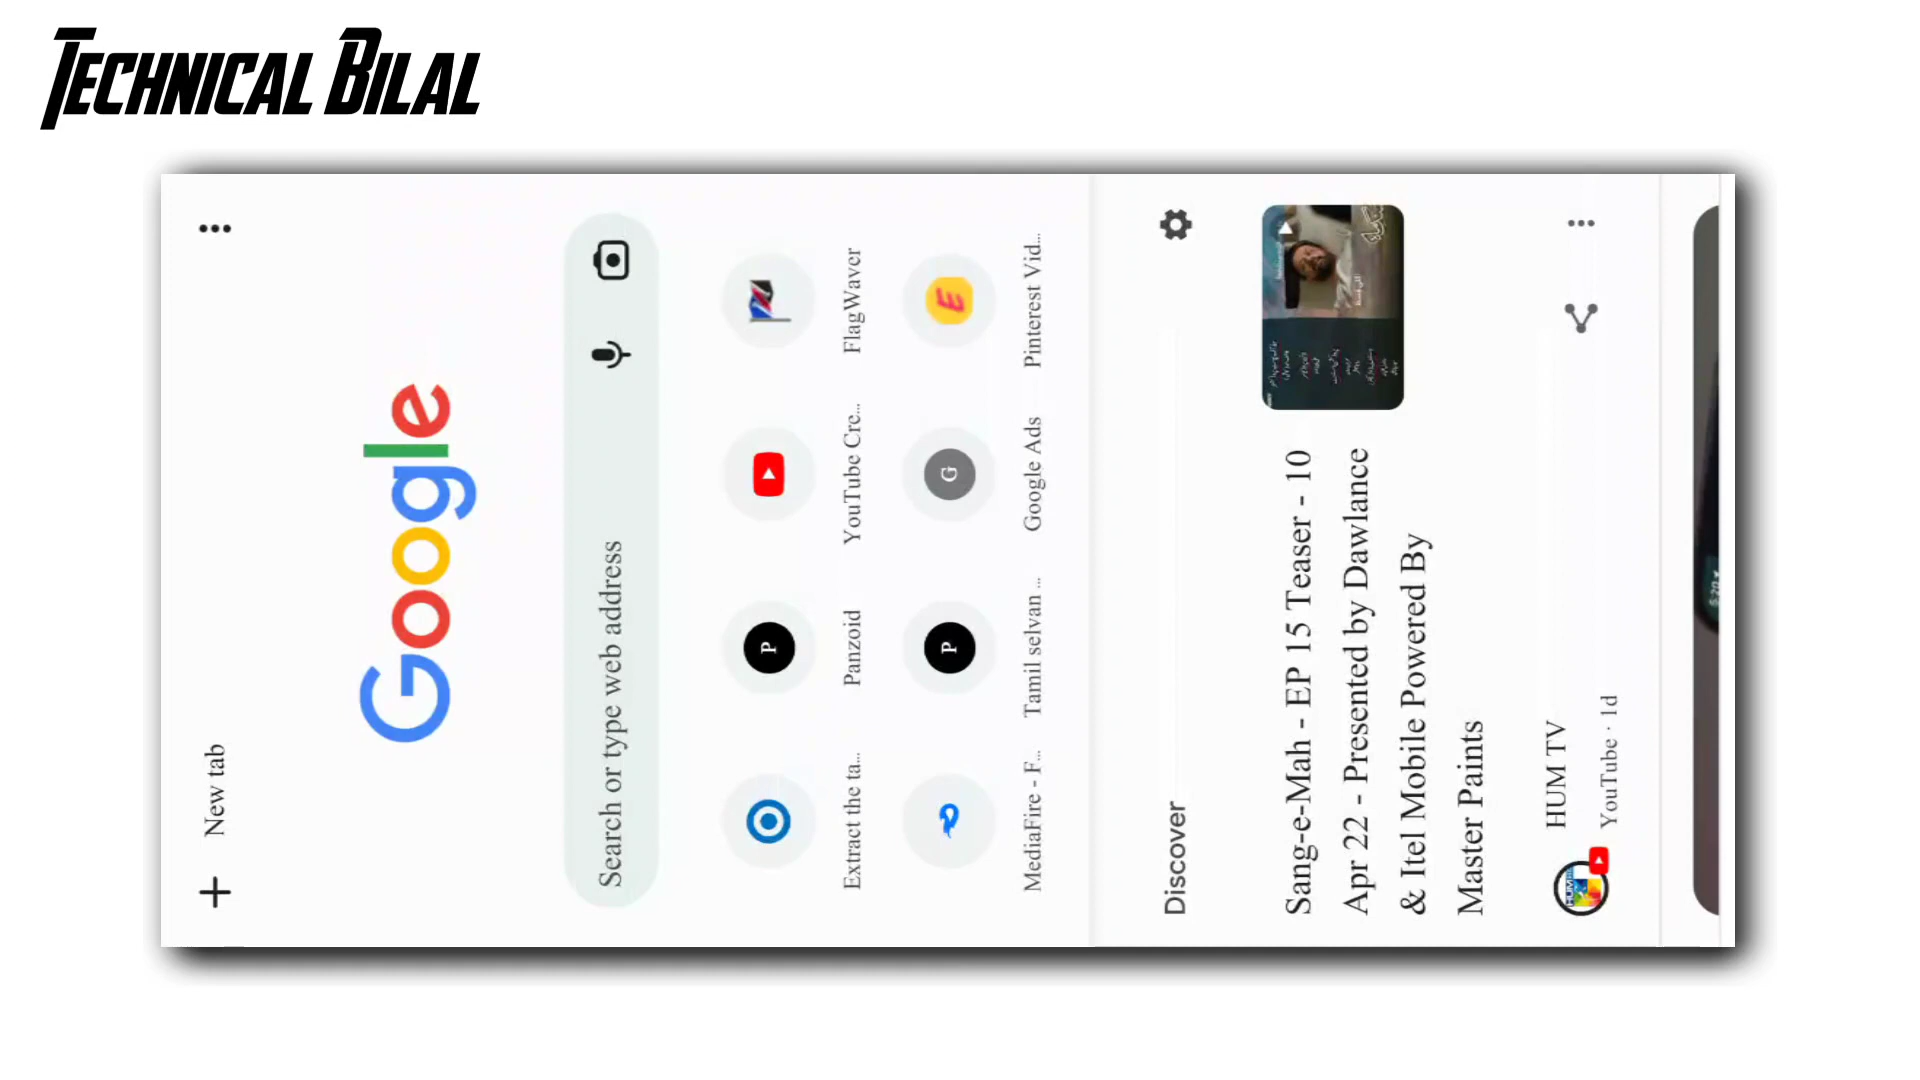 TECHNICAL BILAL
New tab
Google
Search or type web address
Extract the ta...
Panzoid
YouTube Cre...
FlagWaver
MediaFire - F...
Tamil selvan ...
Google Ads
Pinterest Vid...
Discover
Sang-e-Mah - EP 15 Teaser - 10
Apr 22 - Presented by Dawlance
& Itel Mobile Powered By
Master Paints
HUM TV
YouTube · 1d